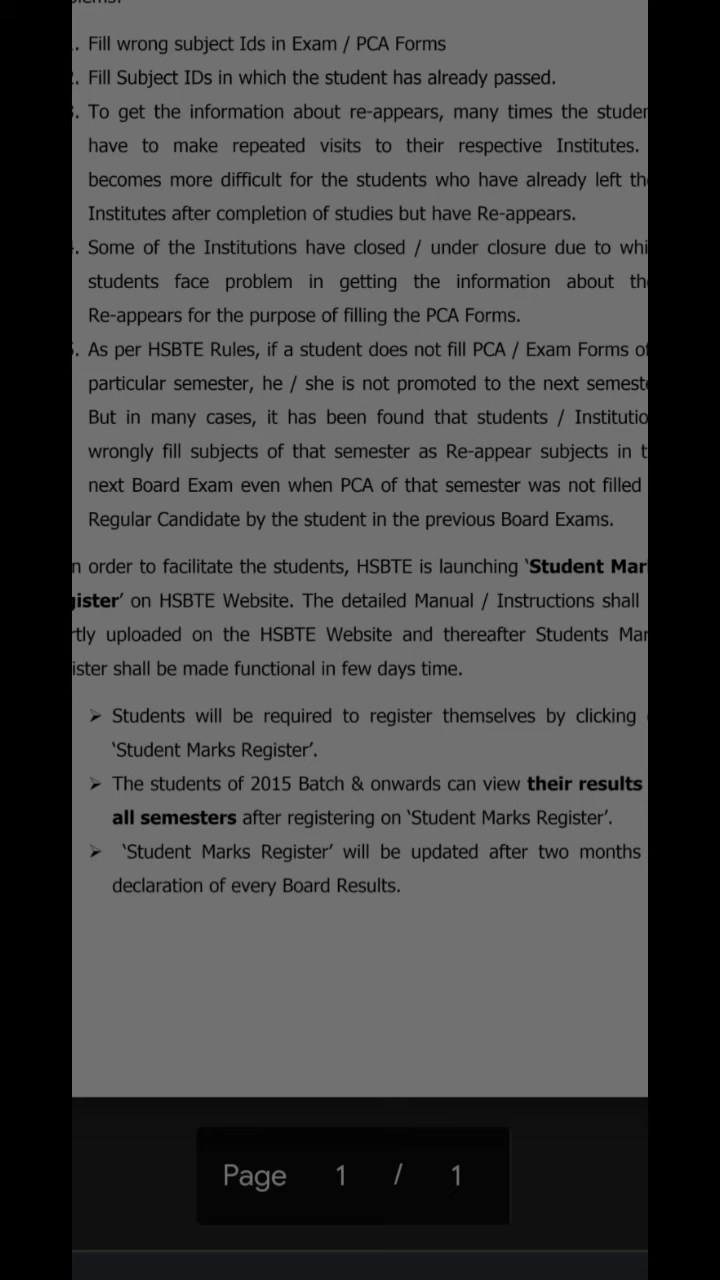 . Fill wrong subject Ids in Exam / PCA Forms
. Fill Subject IDs in which the student has already passed.
. To get the information about re-appears, many times the
have to make repeated visits to their respective Institutes.
becomes more difficult for the students who have already left
Institutes after completion of studies but have Re-appears.
. Some of the Institutions have closed / under closure due to
students face problem in getting the information about
Re-appears for the purpose of filling the PCA Forms.
. As per HSBTE Rules, if a student does not fill PCA / Exam Forms
particular semester, he / she is not promoted to the next
But in many cases, it has been found that students /
wrongly fill subjects of that semester as Re-appear subjects in
next Board Exam even when PCA of that semester was not filled
Regular Candidate by the student in the previous Board Exams.
n order to facilitate the students, HSBTE is launching ‘Student Mar
gister’ on HSBTE Website. The detailed Manual / Instructions shall
rtly uploaded on the HSBTE Website and thereafter Students Mar
ister shall be made functional in few days time.
➢ Students will be required to register themselves by clicking
‘Student Marks Register’.
➢ The students of 2015 Batch & onwards can view their results
all semesters after registering on ‘Student Marks Register’.
➢ ‘Student Marks Register’ will be updated after two months
declaration of every Board Results.
Page 1 / 1